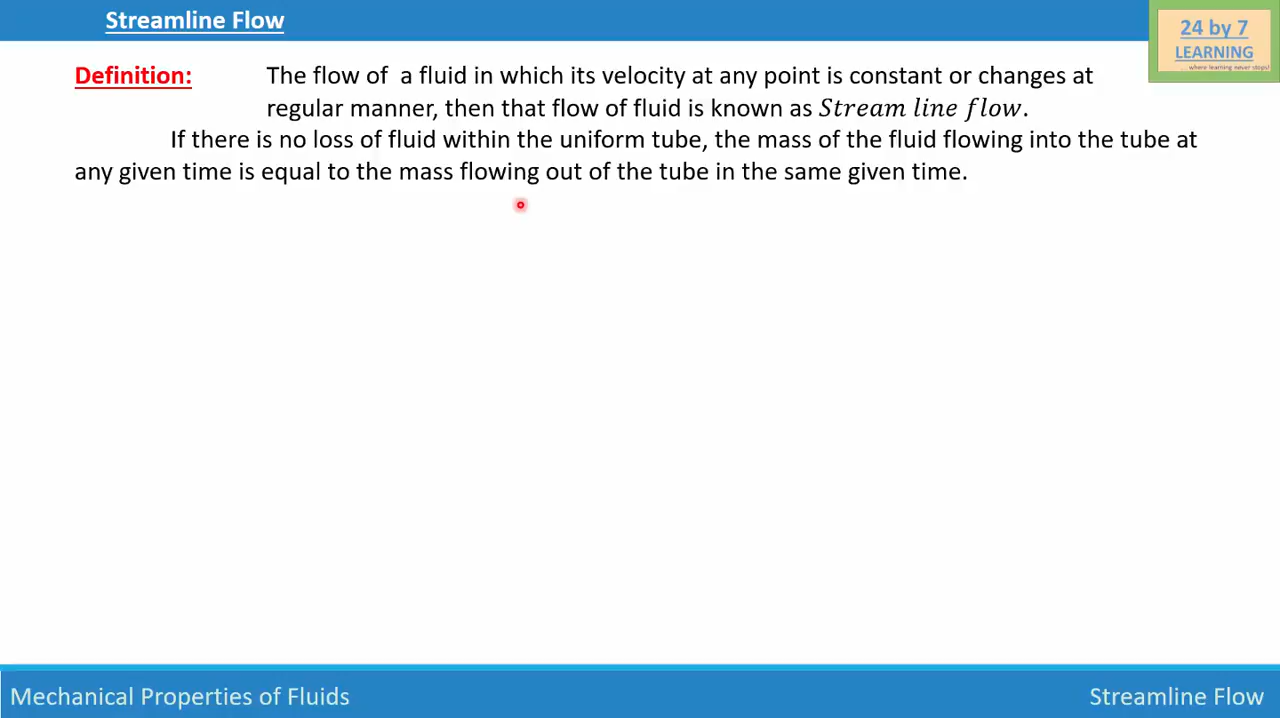 Streamline Flow
24 by 7
LEARNING
...where learning never stops!
Definition: The flow of a fluid in which its velocity at any point is constant or changes at
regular manner, then that flow of fluid is known as Stream line flow.
If there is no loss of fluid within the uniform tube, the mass of the fluid flowing into the tube at
any given time is equal to the mass flowing out of the tube in the same given time.
Mechanical Properties of Fluids
Streamline Flow